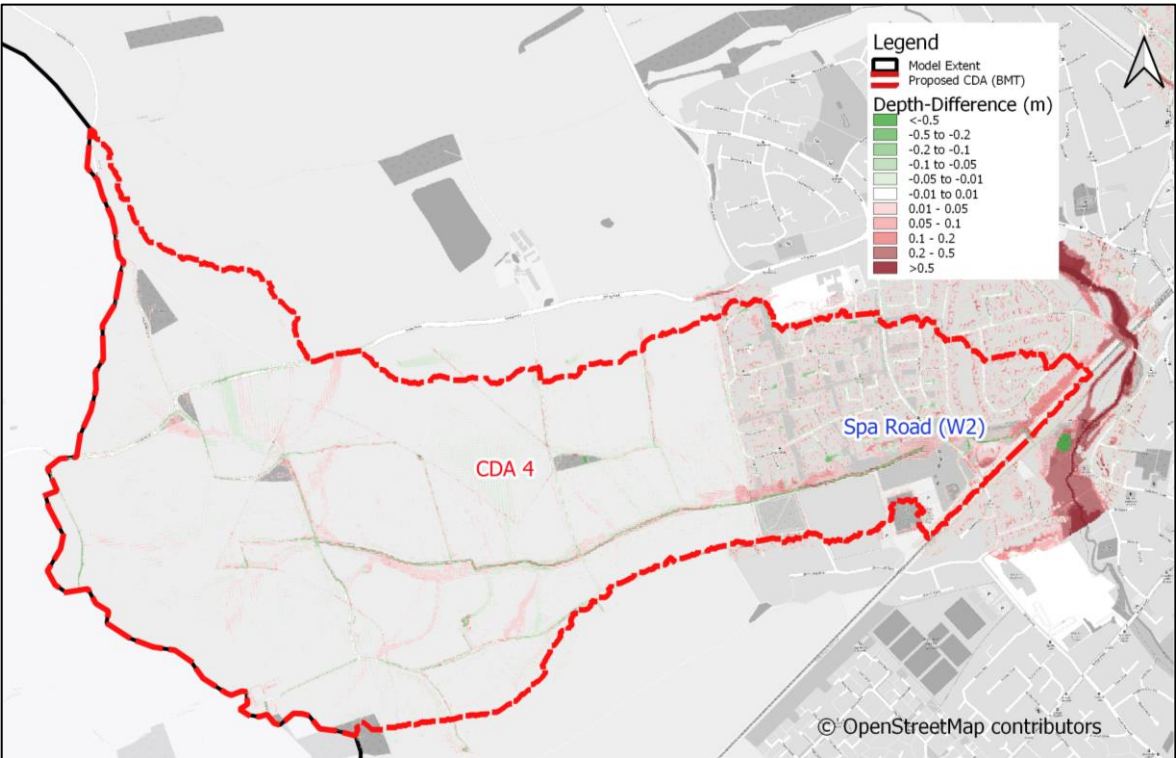 Legend
Model Extent
Proposed CDA (BMT)
Depth-Difference (m)
<-0.5
-0.5 to -0.2
-0.2 to -0.1
-0.1 to -0.05
-0.05 to -0.01
-0.01 to 0.01
0.01 - 0.05
0.05 - 0.1
0.1 - 0.2
0.2 - 0.5
>0.5
Spa Road (W2)
CDA 4
© OpenStreetMap contributors